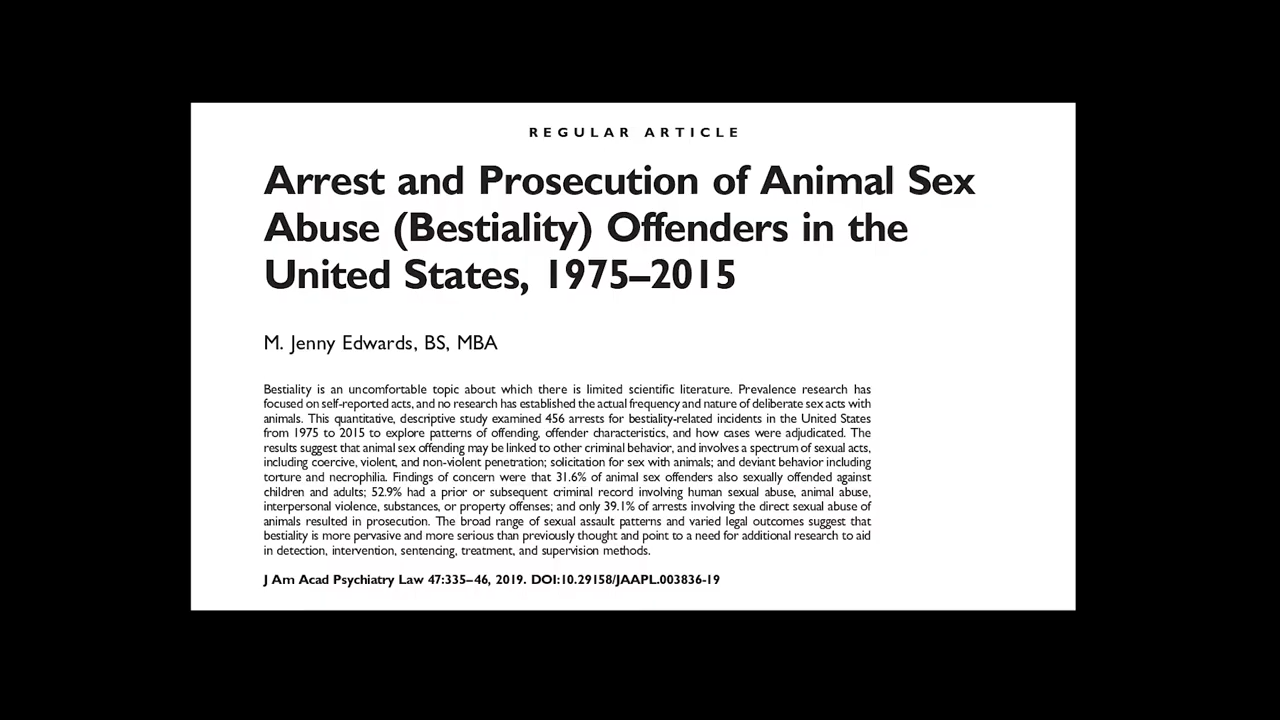 REGULAR ARTICLE
Arrest and Prosecution of Animal Sex
Abuse (Bestiality) Offenders in the
United States, 1975–2015
M. Jenny Edwards, BS, MBA
Bestiality is an uncomfortable topic about which there is limited scientific literature. Prevalence research has
focused on self-reported acts, and no research has established the actual frequency and nature of deliberate sex acts with
animals. This quantitative, descriptive study examined 456 arrests for bestiality-related incidents in the United States
from 1975 to 2015 to explore patterns of offending, offender characteristics, and how cases were adjudicated. The
results suggest that animal sex offending may be linked to other criminal behavior, and involves a spectrum of sexual acts,
including coercive, violent, and non-violent penetration; solicitation for sex with animals; and deviant behavior including
torture and necrophilia. Findings of concern were that 31.6% of animal sex offenders also sexually offended against
children and adults; 52.9% had a prior or subsequent criminal record involving human sexual abuse, animal abuse,
interpersonal violence, substances, or property offenses; and only 39.1% of arrests involving the direct sexual abuse of
animals resulted in prosecution. The broad range of sexual assault patterns and varied legal outcomes suggest that
bestiality is more pervasive and more serious than previously thought and point to a need for additional research to aid
in detection, intervention, sentencing, treatment, and supervision methods.
J Am Acad Psychiatry Law 47:335–46, 2019. DOI:10.29158/JAAPL.003836-19